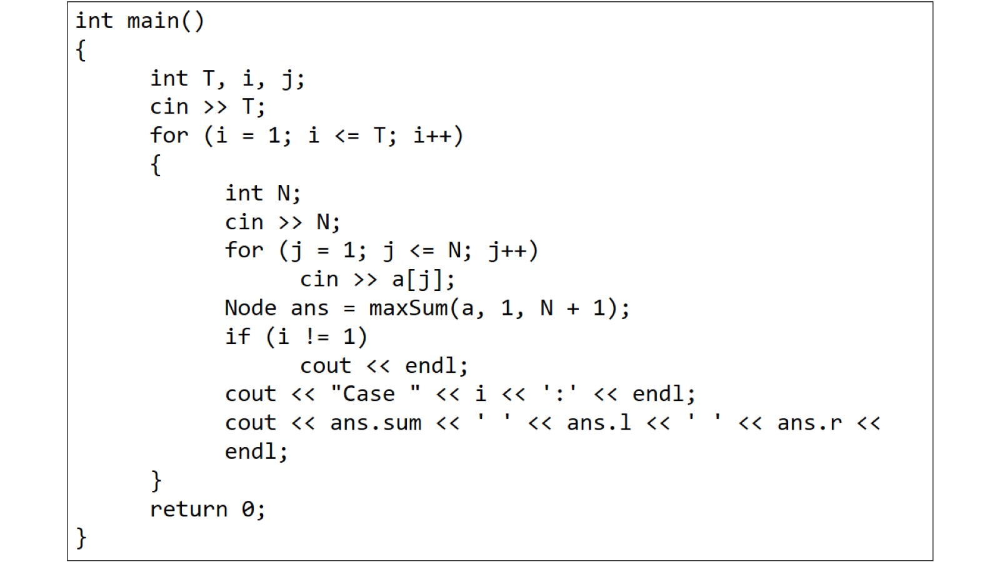 int main()
{
int T, i, j;
cin >> T;
for (i = 1; i <= T; i++)
{
int N;
cin >> N;
for (j = 1; j <= N; j++)
cin >> a[j];
Node ans = maxSum(a, 1, N + 1);
if (i != 1)
cout << endl;
cout << "Case " << i << ':' << endl;
cout << ans.sum << ' ' << ans.l << ' ' << ans.r <<
endl;
}
return 0;
}